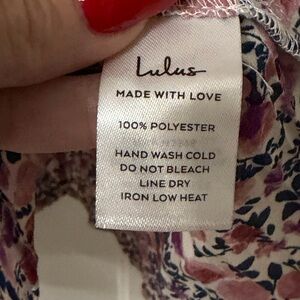 Lulus
MADE WITH LOVE
100% POLYESTER
HAND WASH COLD
DO NOT BLEACH
LINE DRY
IRON LOW HEAT